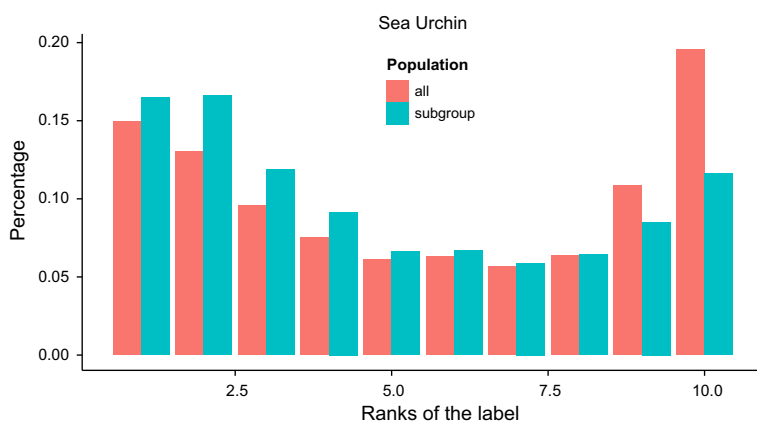 Sea Urchin
Population
all
subgroup
Percentage
0.20
0.15
0.10
0.05
0.00
2.5 5.0 7.5 10.0
Ranks of the label